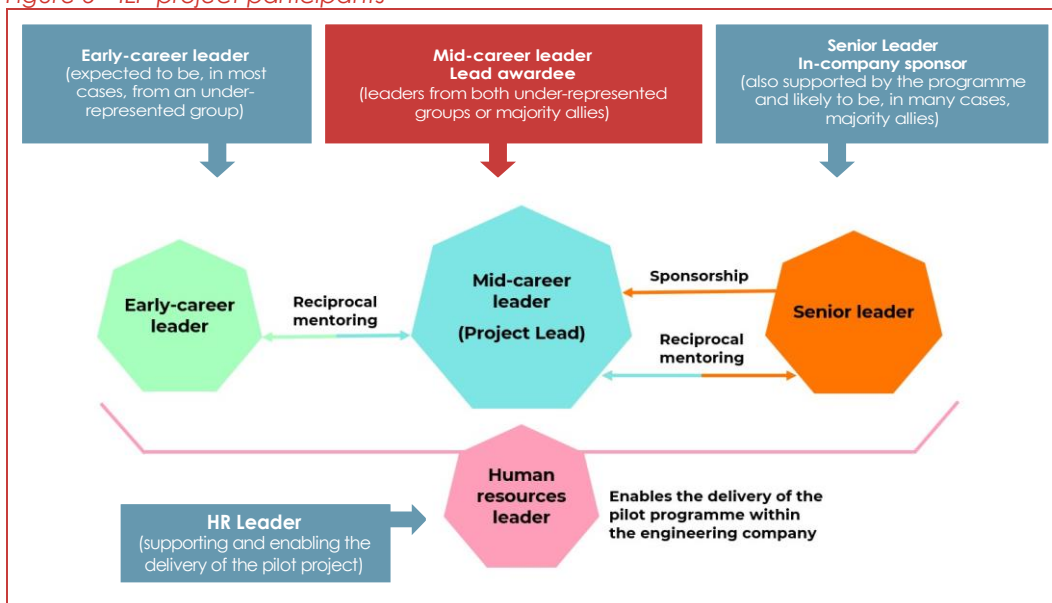 Early-career leader
(expected to be, in most
cases, from an under-
represented group)
Mid-career leader
Lead awardee
(leaders from both under-represented
groups or majority allies)
Senior Leader
In-company sponsor
(also supported by the programme
and likely to be, in many cases,
majority allies)
Early-career
leader
Reciprocal
mentoring
Mid-career
leader
(Project Lead)
Sponsorship
Reciprocal
mentoring
Senior leader
HR Leader
(supporting and enabling the
delivery of the pilot project)
Human
resources
leader
Enables the delivery of the
pilot programme within
the engineering company